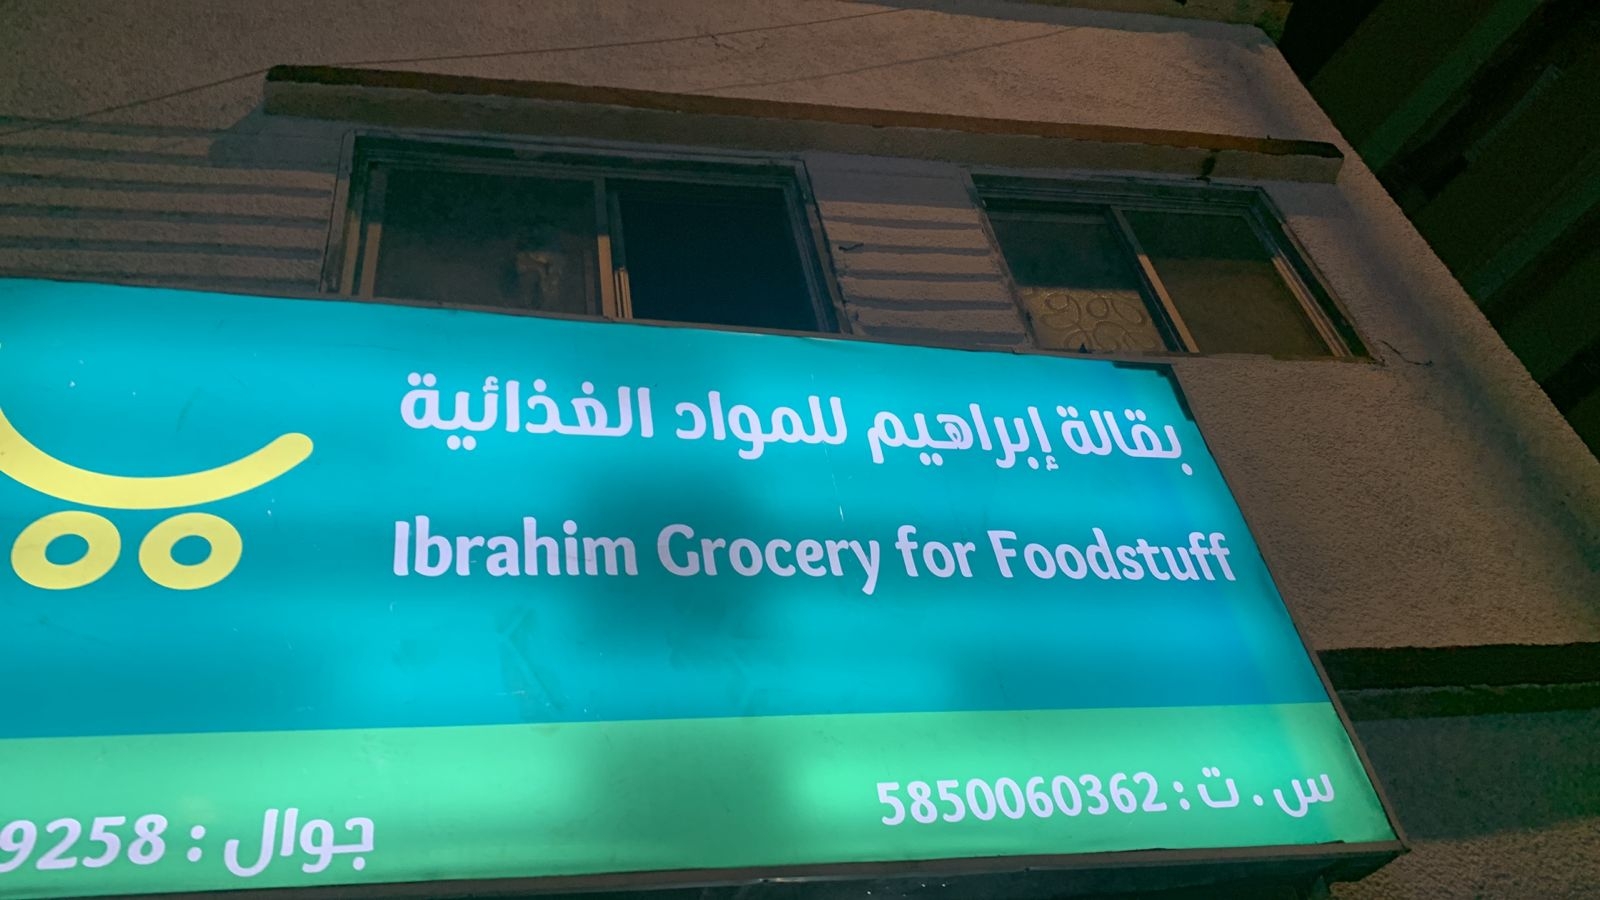 بقالة إبراهيم للمواد الغذائية
Ibrahim Grocery for Foodstuff
س . ت : 5850060362
جوال : 9258